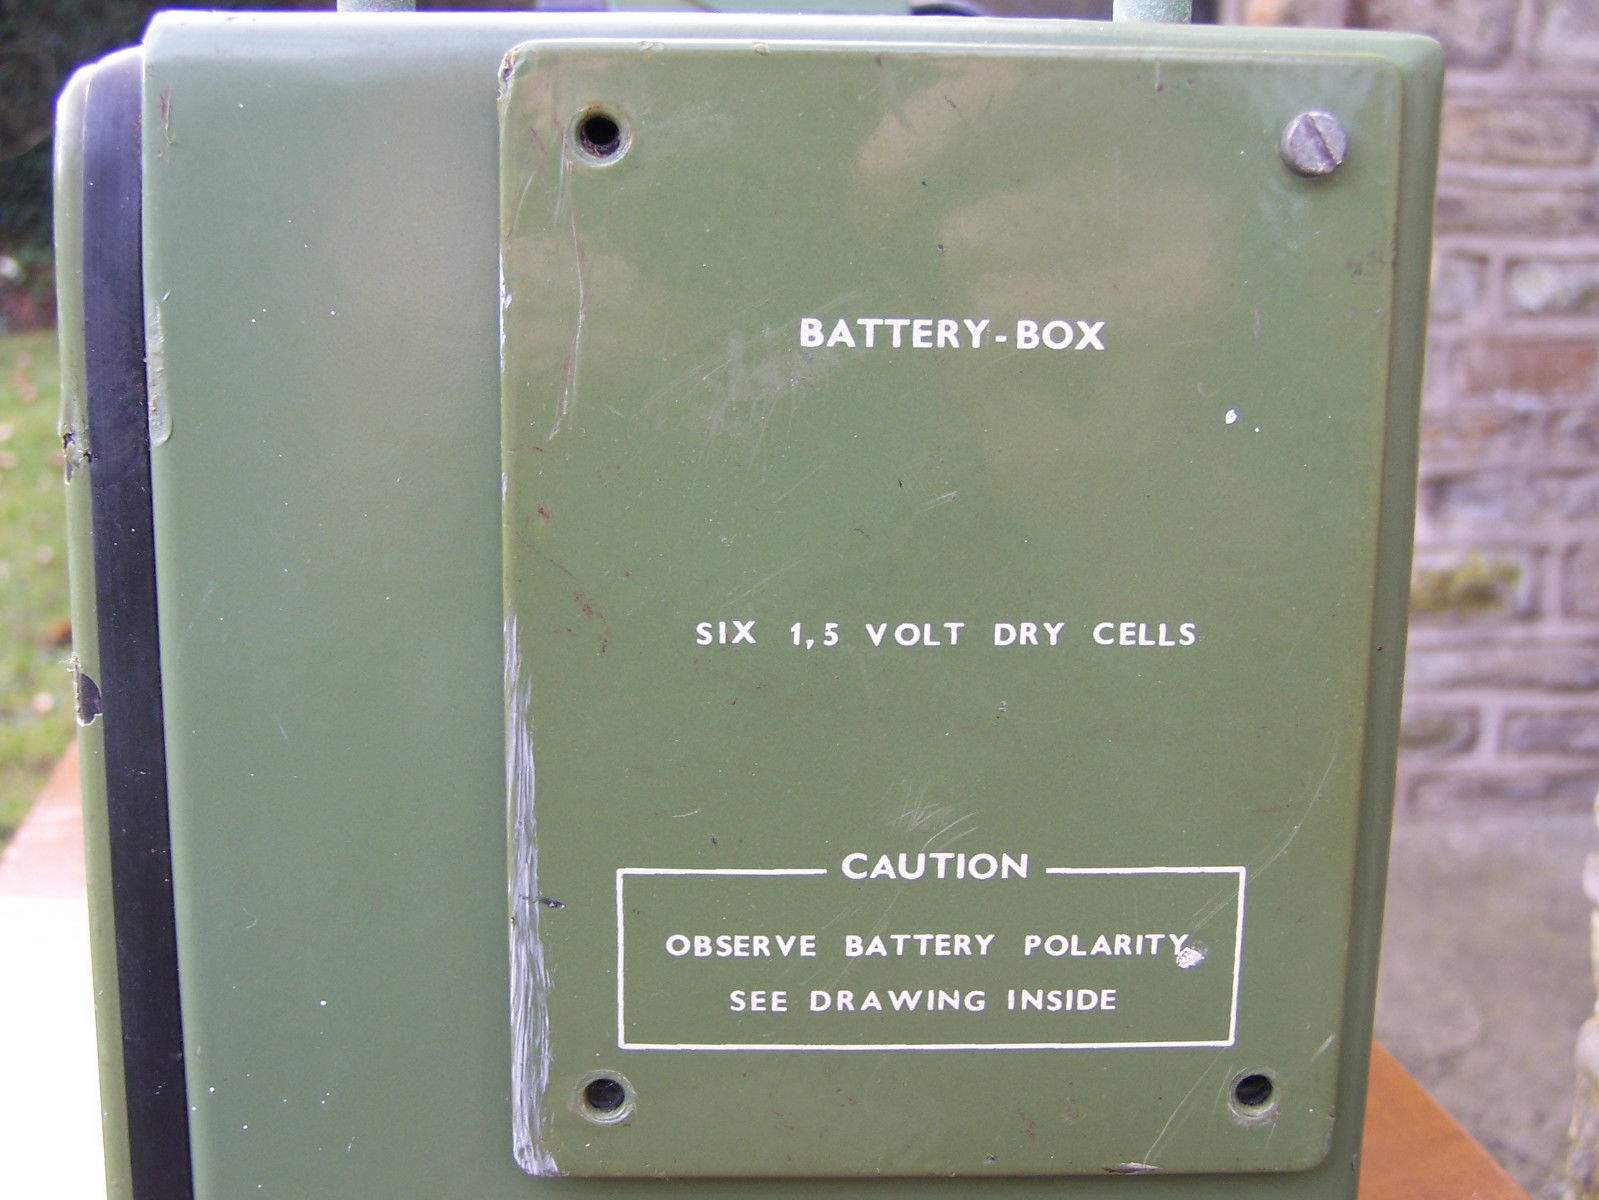 BATTERY-BOX
SIX 1,5 VOLT DRY CELLS
CAUTION
OBSERVE BATTERY POLARITY
SEE DRAWING INSIDE